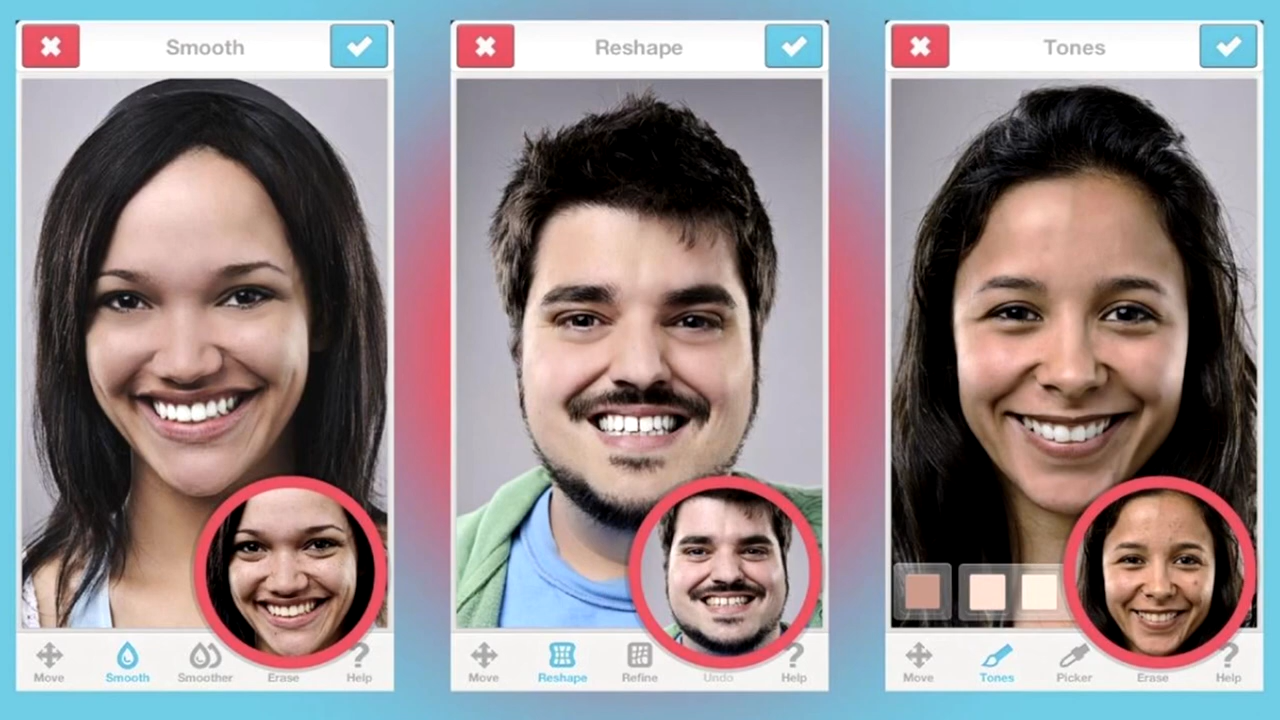 Smooth
Move
Smooth
Smoother
Erase
Help
Reshape
Move
Reshape
Refine
Undo
Help
Tones
Move
Tones
Picker
Erase
Help